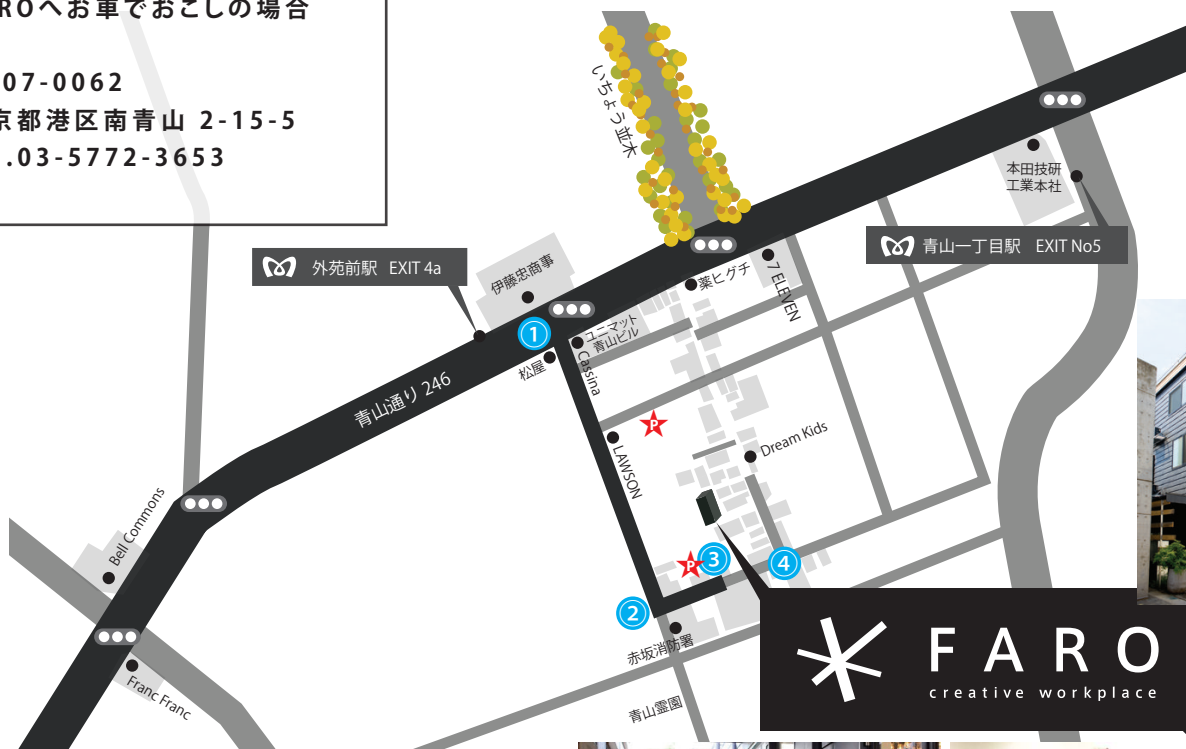 AROへお車でおこしの場合
07-0062
京都港区南青山 2-15-5
.03-5772-3653
いちょう並木
本田技研
工業本社
青山一丁目駅 EXIT No5
外苑前駅 EXIT 4a
伊藤忠商事
薬ヒグチ
7 ELEVEN
1
ユニマット
青山ビル
松屋
Cassina
青山通り 246
P
LAWSON
Dream Kids
Bell Commons
P
3
4
2
赤坂消防署
Franc Franc
青山霊園
FARO
creative workplace